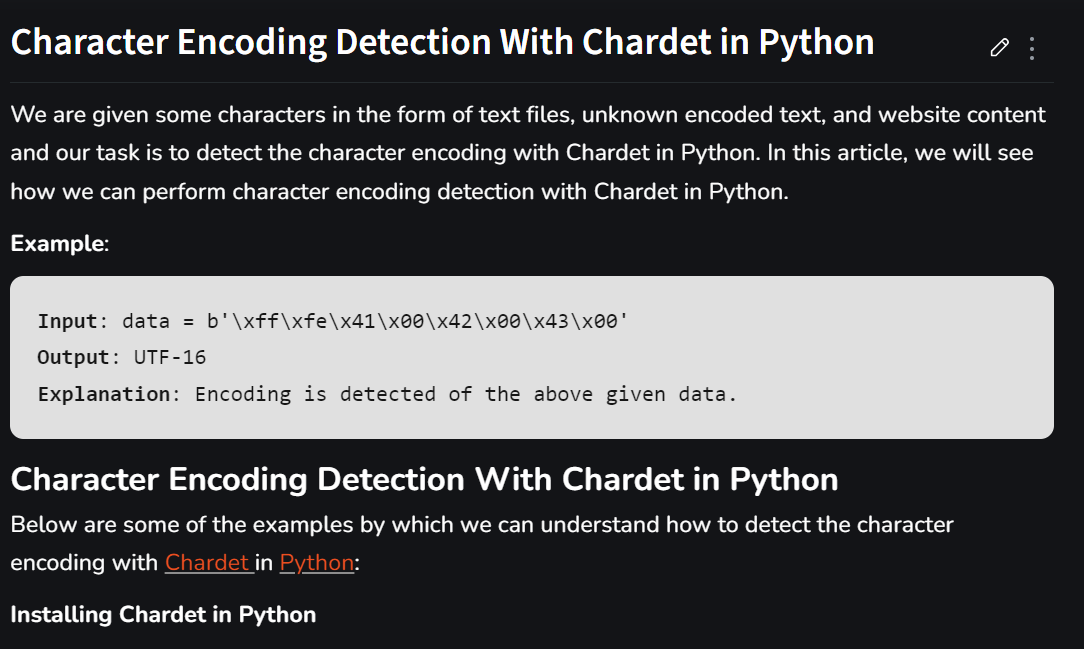 Character Encoding Detection With Chardet in Python
We are given some characters in the form of text files, unknown encoded text, and website content
and our task is to detect the character encoding with Chardet in Python. In this article, we will see
how we can perform character encoding detection with Chardet in Python.
Example:
Input: data = b'\xff\xfe\x41\x00\x42\x00\x43\x00'
Output: UTF-16
Explanation: Encoding is detected of the above given data.
Character Encoding Detection With Chardet in Python
Below are some of the examples by which we can understand how to detect the character
encoding with Chardet in Python:
Installing Chardet in Python